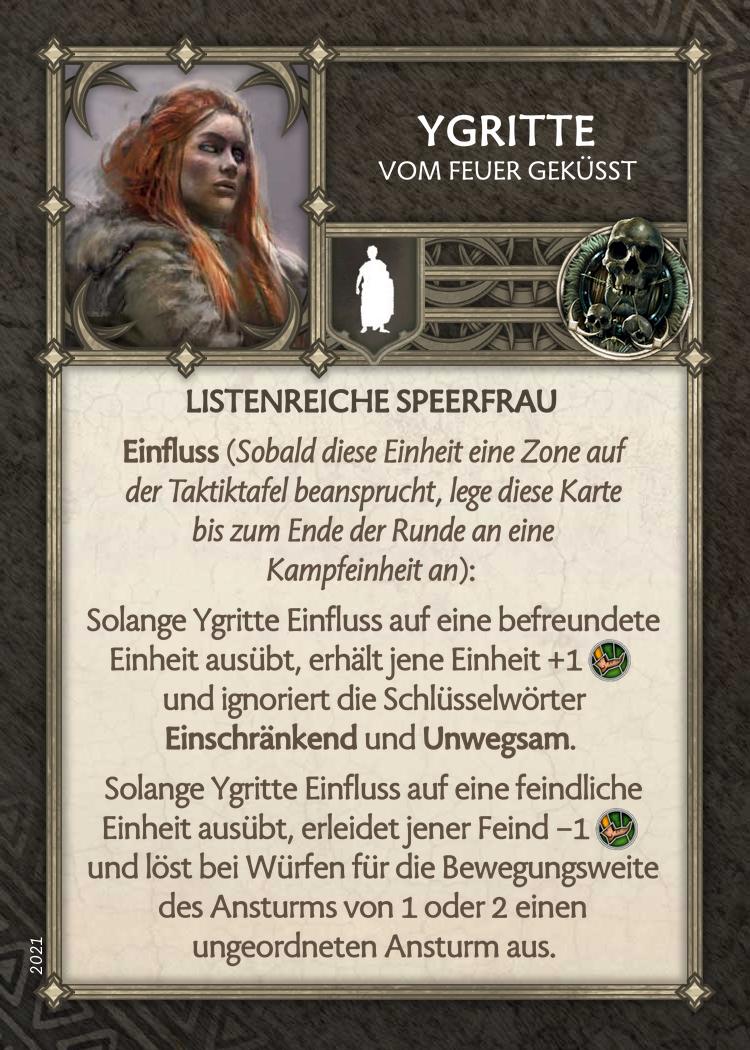 YGRITTE
VOM FEUER GEKÜSST
LISTENREICHE SPEERFRAU
Einfluss (Sobald diese Einheit eine Zone auf
der Taktiktafel beansprucht, lege diese Karte
bis zum Ende der Runde an eine
Kampfeinheit an):
Solange Ygritte Einfluss auf eine befreundete
Einheit ausübt, erhält jene Einheit +1
und ignoriert die Schlüsselwörter
Einschränkend und Unwegsam.
Solange Ygritte Einfluss auf eine feindliche
Einheit ausübt, erleidet jener Feind −1
und löst bei Würfen für die Bewegungsweite
des Ansturms von 1 oder 2 einen
ungeordneten Ansturm aus.
2021